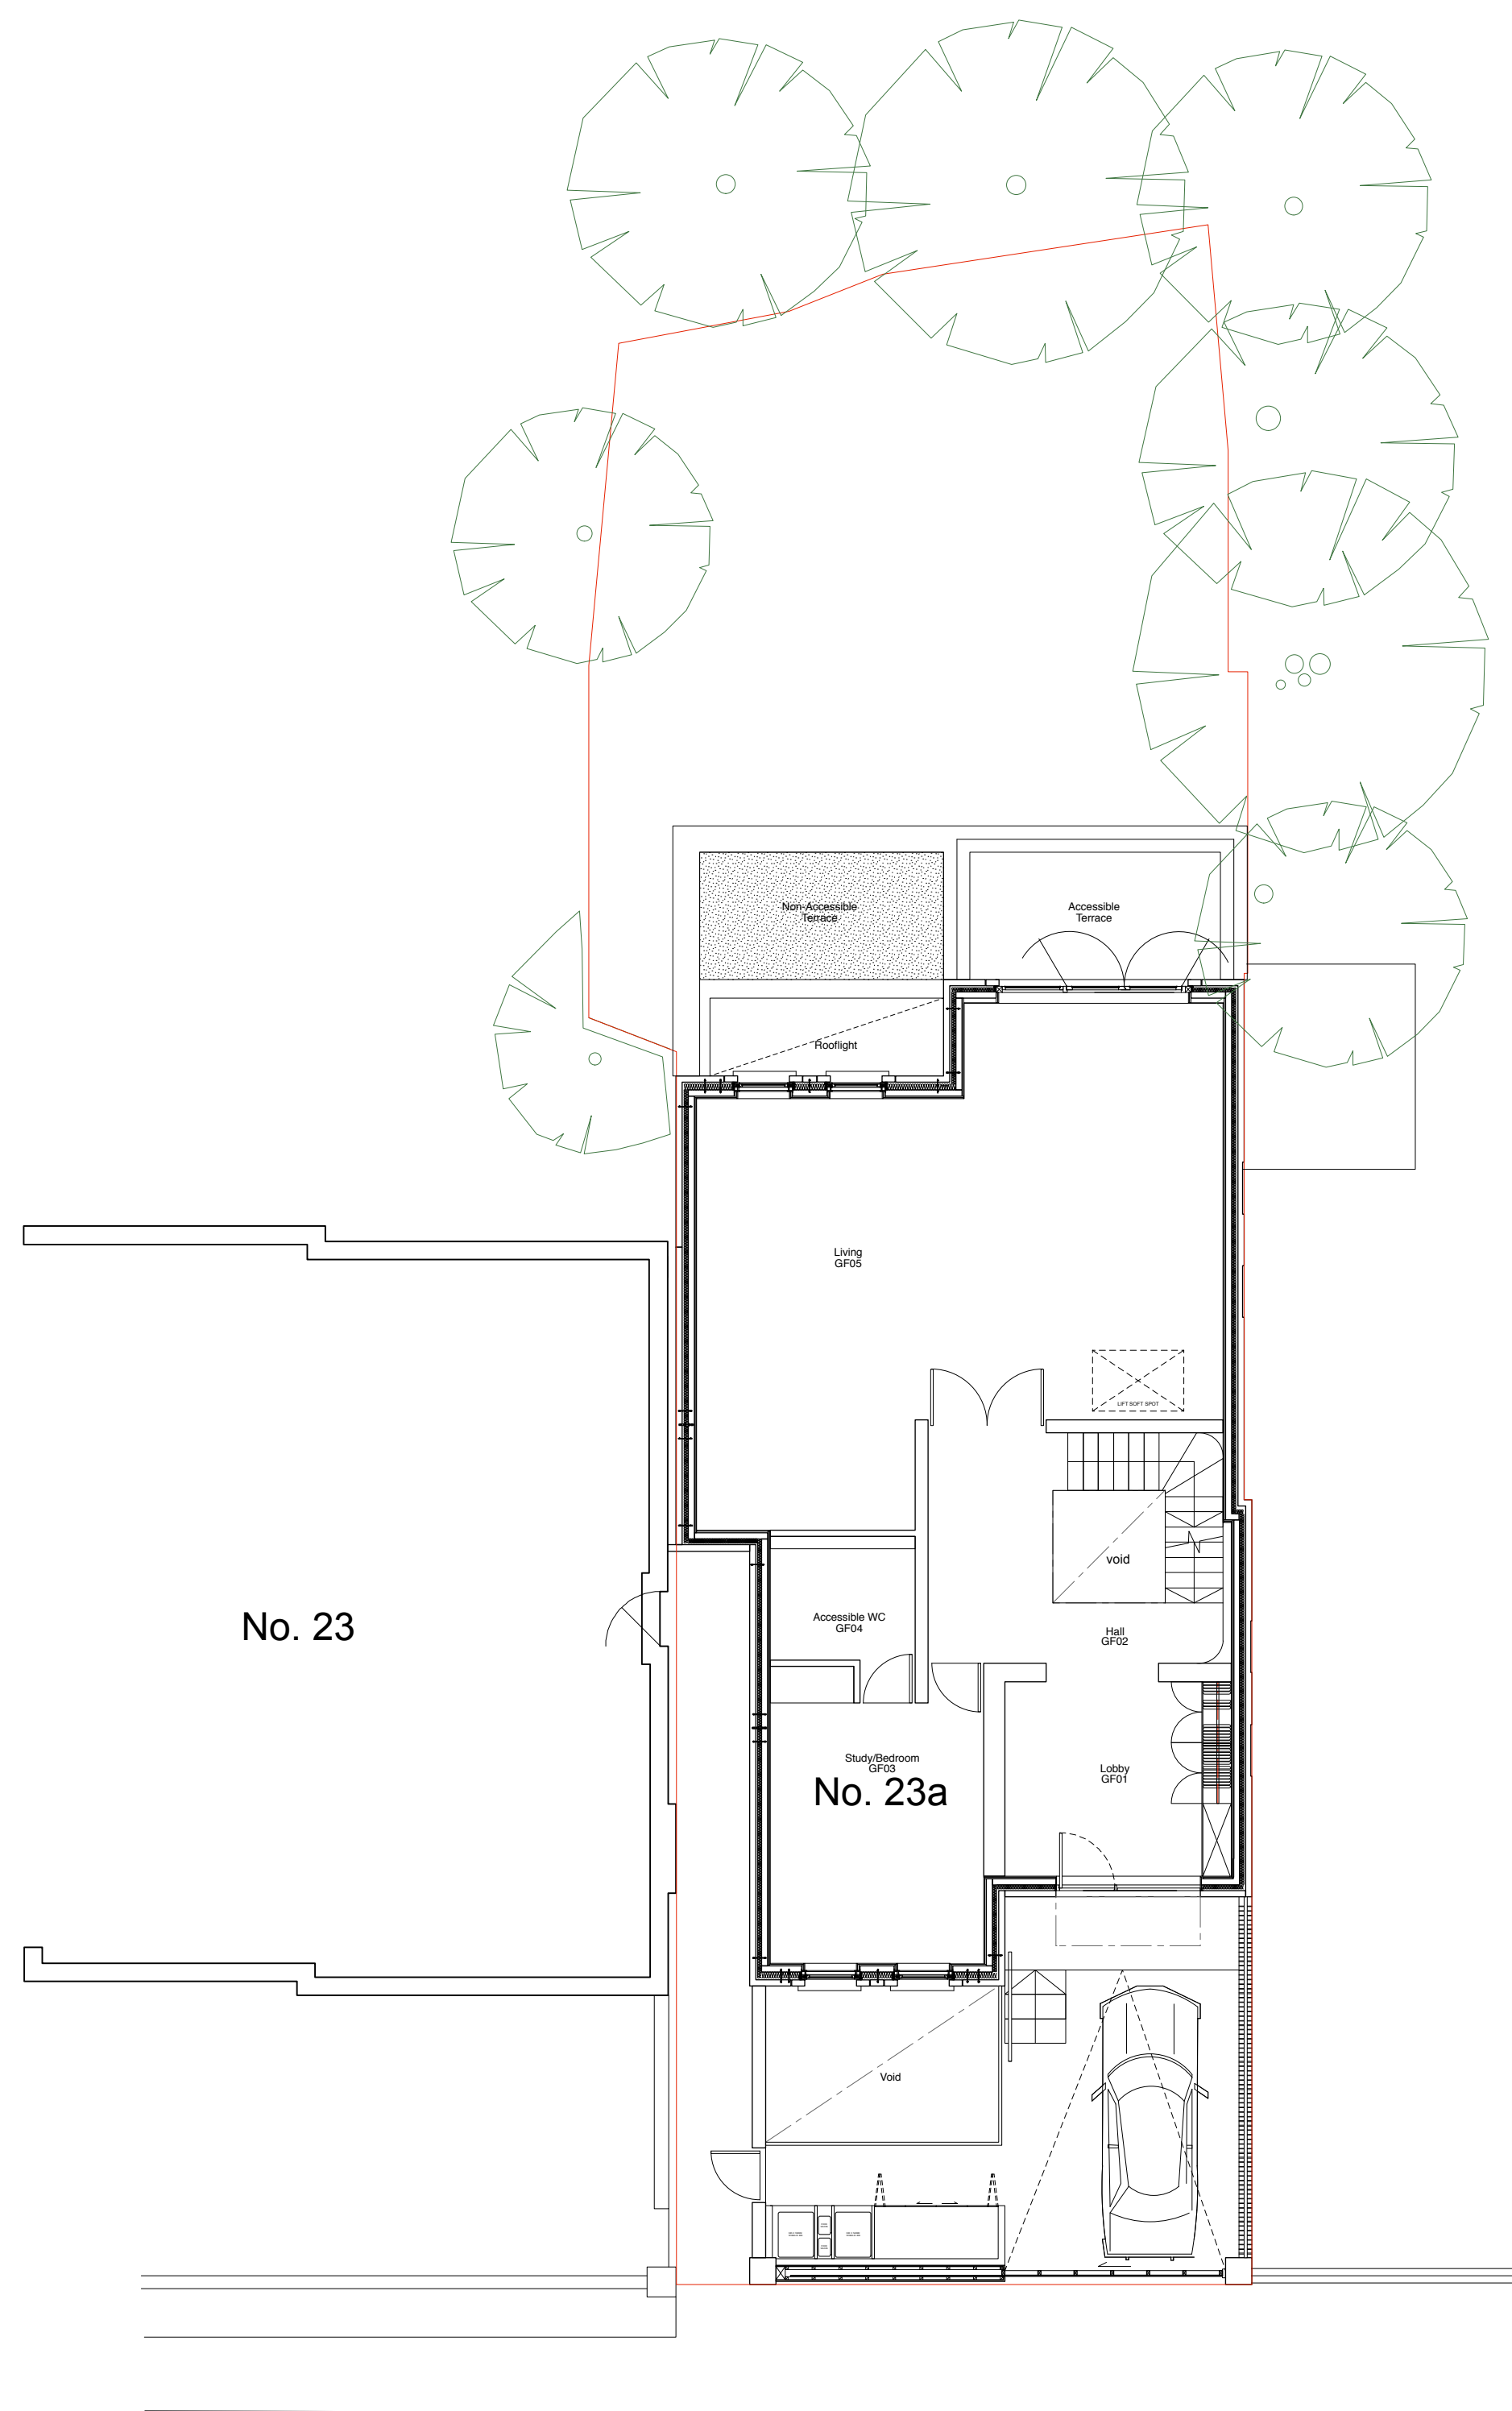 Non-Accessible
Terrace
Accessible
Terrace
Rooflight
Living
GF05
LIFT SOFT SPOT
void
No. 23
Accessible WC
GF04
Hall
GF02
Study/Bedroom
GF03
No. 23a
Lobby
GF01
Void